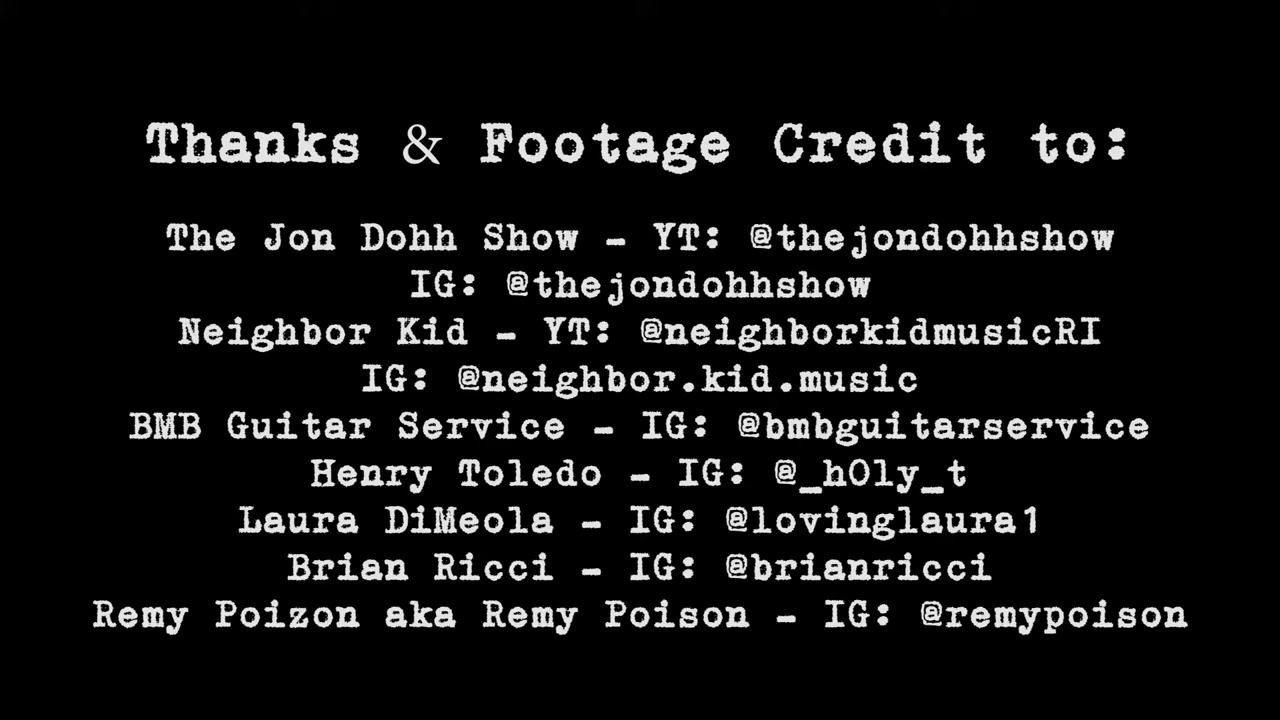 Thanks & Footage Credit to:
The Jon Dohh Show - YT: @thejondohhshow
IG: @thejondohhshow
Neighbor Kid - YT: @neighborkidmusicRI
IG: @neighbor.kid.music
BMB Guitar Service - IG: @bmbguitarservice
Henry Toledo - IG: @_h0ly_t
Laura DiMeola - IG: @lovinglaura1
Brian Ricci - IG: @brianricci
Remy Poizon aka Remy Poison - IG: @remypoison